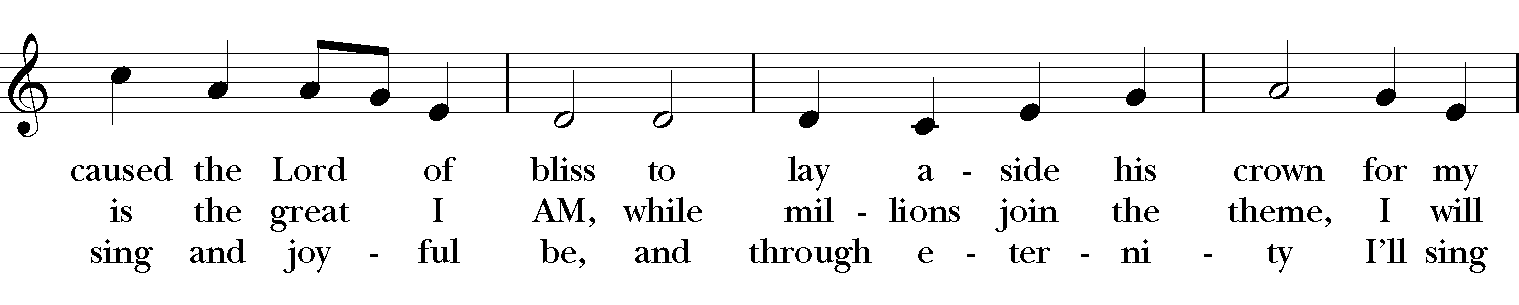 caused the Lord of bliss to lay a - side his crown for my
is the great I AM, while mil - lions join the theme, I will
sing and joy - ful be, and through e - ter - ni - ty I'll sing